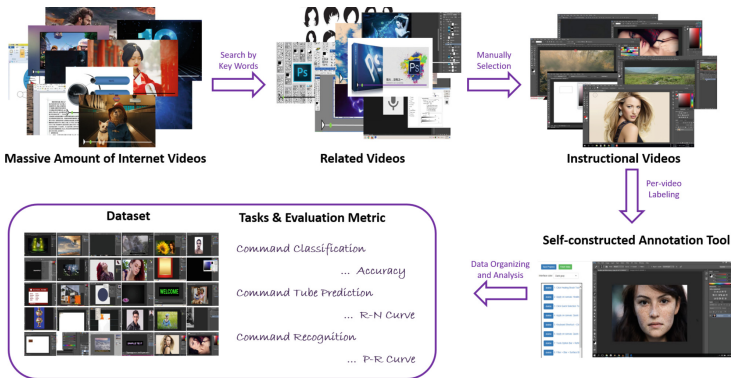 Search by
Key Words
Manually
Selection
Ps
Ps
Massive Amount of Internet Videos
Related Videos
Instructional Videos
Per-video
Labeling
Self-constructed Annotation Tool
Data Organizing
and Analysis
Dataset
WELCOME
Tasks & Evaluation Metric
Command Classification
... Accuracy
Command Tube Prediction
... R-N Curve
Command Recognition
... P-R Curve